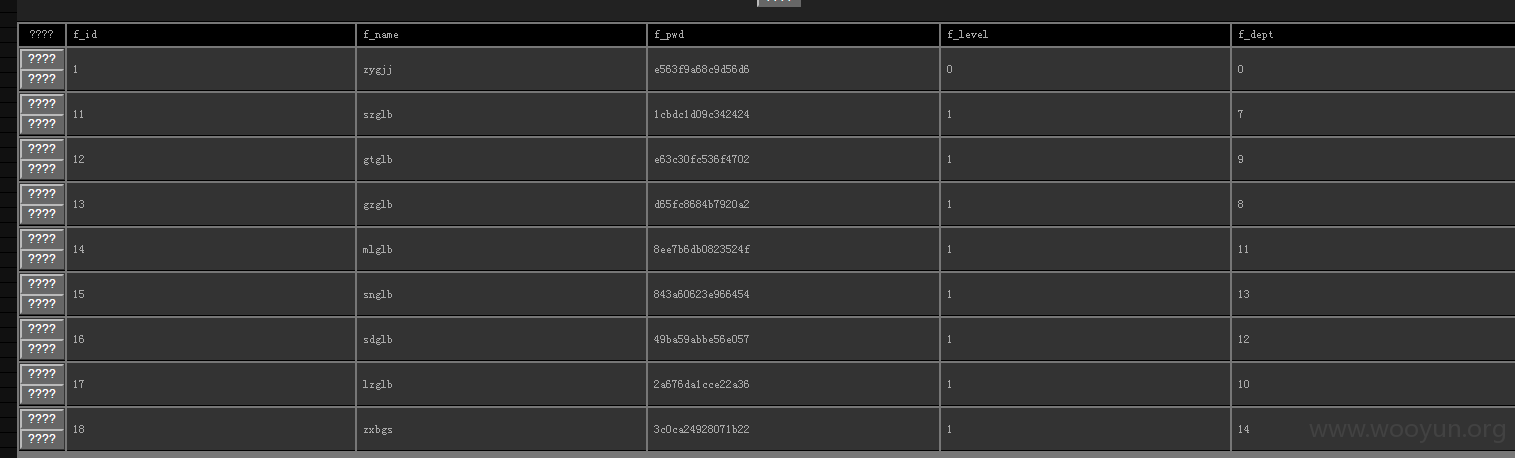 ???? f_id f_name f_pwd f_level f_dept
????
???? 1 zygjj e563f9a68c9d56d6 0 0
????
???? 11 szglb 1cbdc1d09c342424 1 7
????
???? 12 gtglb e63c30fc536f4702 1 9
????
???? 13 gzglb d65fc8684b7920a2 1 8
????
???? 14 mlglb 8ee7b6db0823524f 1 11
????
???? 15 snglb 843a60623e966454 1 13
????
???? 16 sdglb 49ba59abbe56e057 1 12
????
???? 17 lzglb 2a676da1cce22a36 1 10
????
???? 18 zxbgs 3c0ca24928071b22 1 14
www.wooyun.org